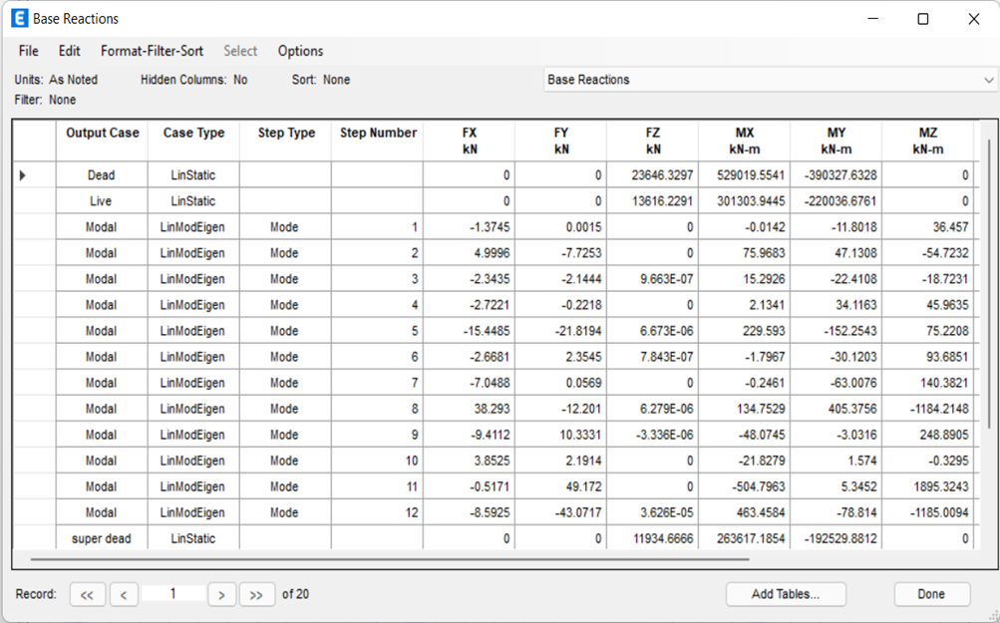 E Base Reactions
File Edit Format-Filter-Sort Select Options
Units: As Noted Hidden Columns: No Sort: None Base Reactions
Filter: None
Output Case Case Type Step Type Step Number FX FY FZ MX MY MZ
kN kN kN kN-m kN-m kN-m
Dead LinStatic 0 0 23646.3297 529019.5541 -390327.6328 0
Live LinStatic 0 0 13616.2291 301303.9445 -220036.6761 0
Modal LinModEigen Mode 1 -1.3745 0.0015 0 -0.0142 -11.8018 36.457
Modal LinModEigen Mode 2 4.9996 -7.7253 0 75.9683 47.1308 -54.7232
Modal LinModEigen Mode 3 -2.3435 -2.1444 9.663E-07 15.2926 -22.4108 -18.7231
Modal LinModEigen Mode 4 -2.7221 -0.2218 0 2.1341 34.1163 45.9635
Modal LinModEigen Mode 5 -15.4485 -21.8194 6.673E-06 229.593 -152.2543 75.2208
Modal LinModEigen Mode 6 -2.6681 2.3545 7.843E-07 -1.7967 -30.1203 93.6851
Modal LinModEigen Mode 7 -7.0488 0.0569 0 -0.2461 -63.0076 140.3821
Modal LinModEigen Mode 8 38.293 -12.201 6.279E-06 134.7529 405.3756 -1184.2148
Modal LinModEigen Mode 9 -9.4112 10.3331 -3.336E-06 -48.0745 -3.0316 248.8905
Modal LinModEigen Mode 10 3.8525 2.1914 0 -21.8279 1.574 -0.3295
Modal LinModEigen Mode 11 -0.5171 49.172 0 -504.7963 5.3452 1895.3243
Modal LinModEigen Mode 12 -8.5925 -43.0717 3.626E-05 463.4584 -78.814 -1185.0094
super dead LinStatic 0 0 11934.6666 263617.1854 -192529.8812 0
Record: << < 1 > >> of 20 Add Tables... Done